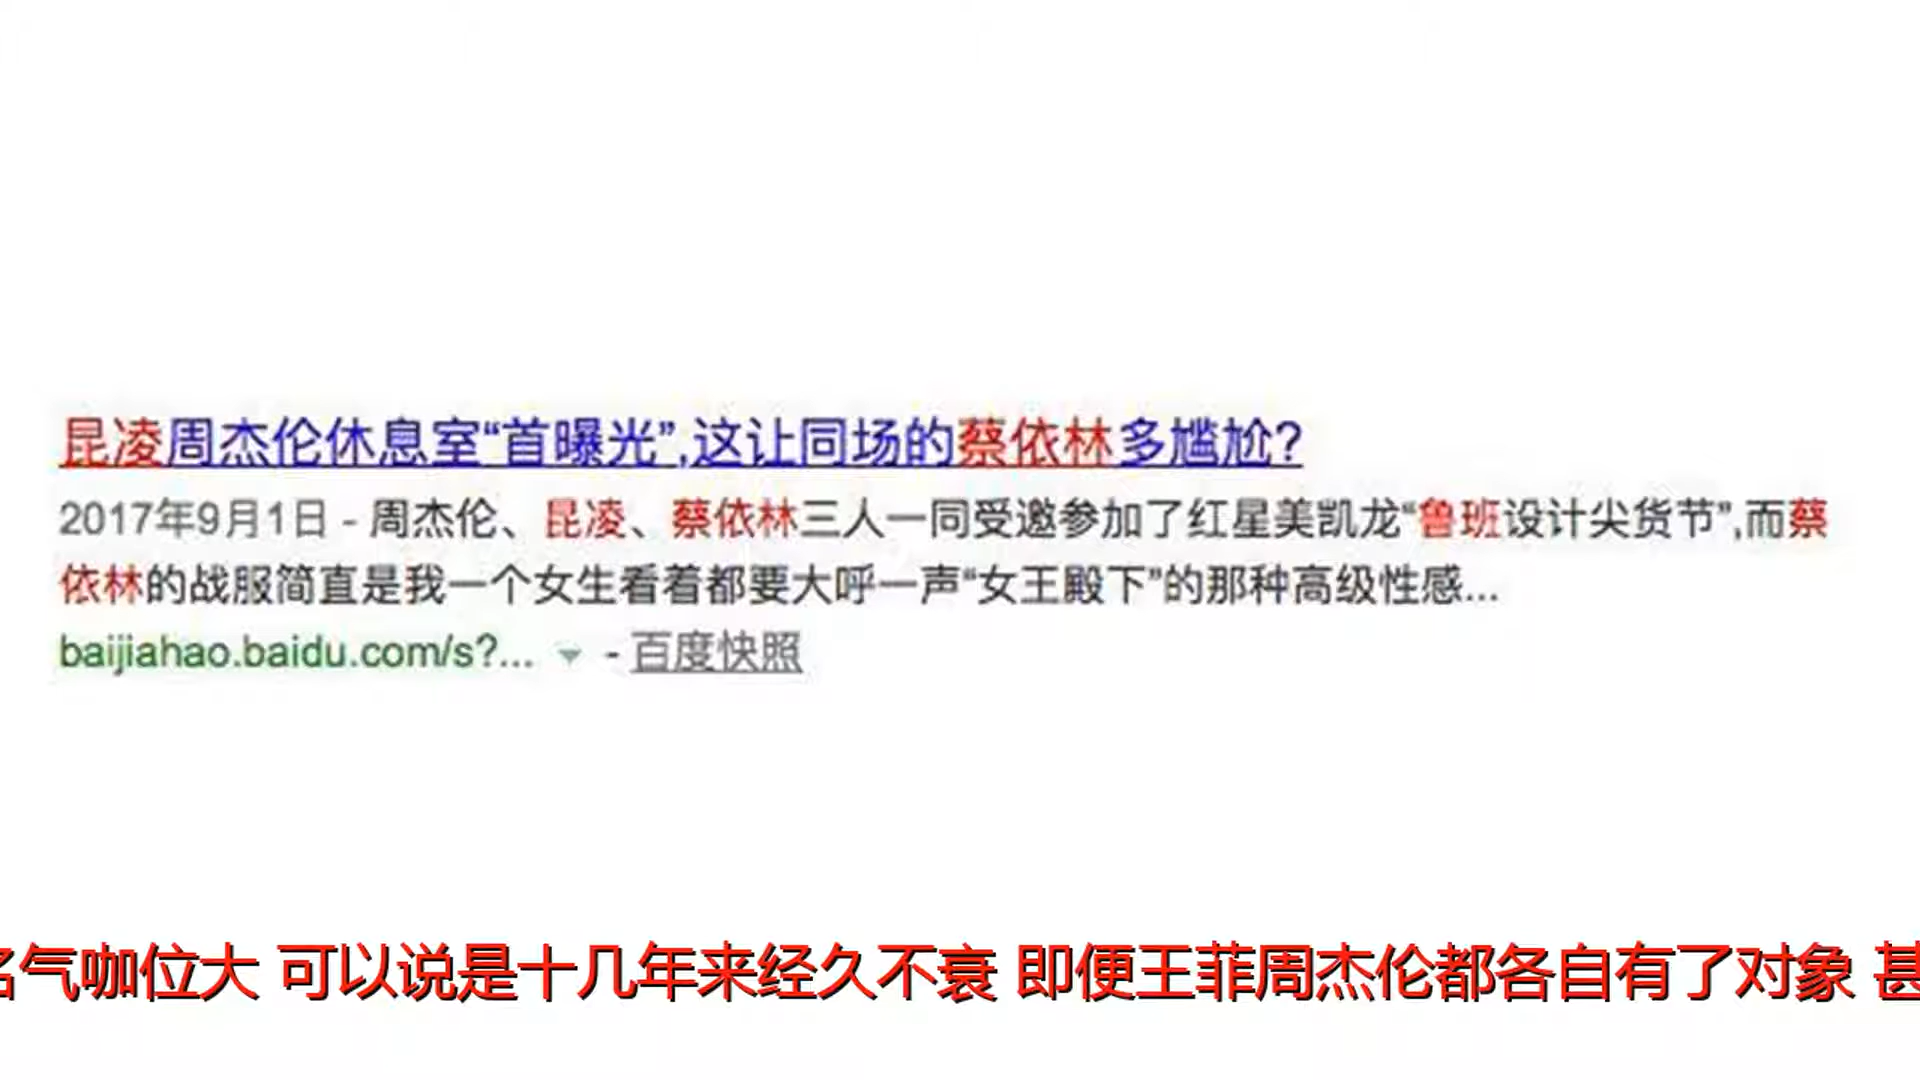 昆凌周杰伦休息室“首曝光”,这让同场的蔡依林多尴尬?
2017年9月1日 - 周杰伦、昆凌、蔡依林三人一同受邀参加了红星美凯龙“鲁班设计尖货节”,而蔡
依林的战服简直是我一个女生看着都要大呼一声“女王殿下”的那种高级性感...
baijiahao.baidu.com/s?... - 百度快照
气咖位大 可以说是十几年来经久不衰 即便王菲周杰伦都各自有了对象